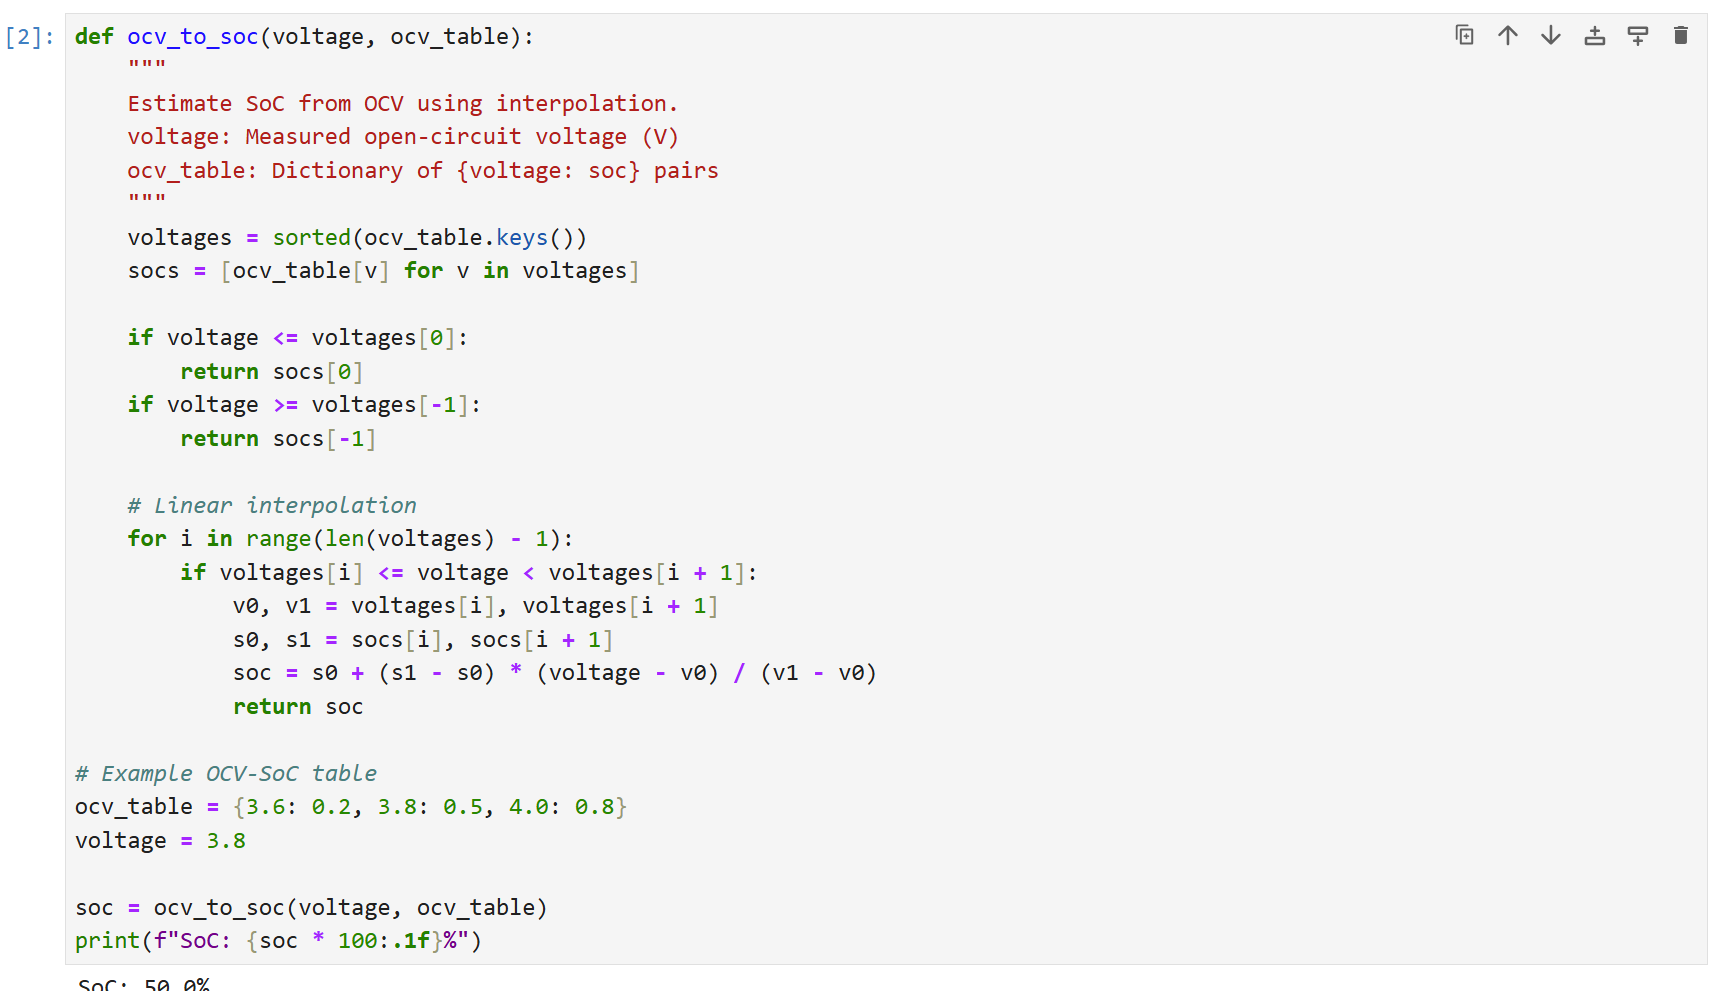 [2]: def ocv_to_soc(voltage, ocv_table):
    """
    Estimate SoC from OCV using interpolation.
    voltage: Measured open-circuit voltage (V)
    ocv_table: Dictionary of {voltage: soc} pairs
    """
    voltages = sorted(ocv_table.keys())
    socs = [ocv_table[v] for v in voltages]

    if voltage <= voltages[0]:
        return socs[0]
    if voltage >= voltages[-1]:
        return socs[-1]

    # Linear interpolation
    for i in range(len(voltages) - 1):
        if voltages[i] <= voltage < voltages[i + 1]:
            v0, v1 = voltages[i], voltages[i + 1]
            s0, s1 = socs[i], socs[i + 1]
            soc = s0 + (s1 - s0) * (voltage - v0) / (v1 - v0)
            return soc

# Example OCV-SoC table
ocv_table = {3.6: 0.2, 3.8: 0.5, 4.0: 0.8}
voltage = 3.8

soc = ocv_to_soc(voltage, ocv_table)
print(f"SoC: {soc * 100:.1f}%")
SoC: 50.0%